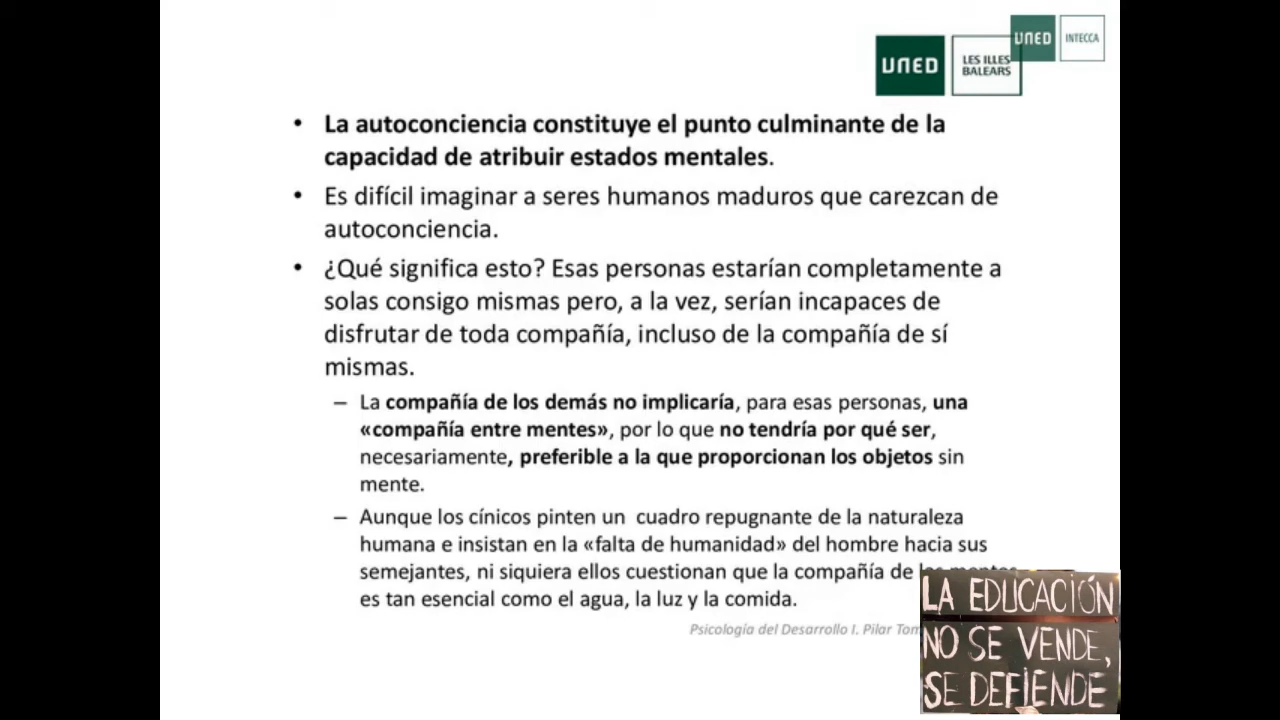 UNED
INTECCA
UNED
LES ILLES
BALEARS
• La autoconciencia constituye el punto culminante de la
capacidad de atribuir estados mentales.
• Es difícil imaginar a seres humanos maduros que carezcan de
autoconciencia.
• ¿Qué significa esto? Esas personas estarían completamente a
solas consigo mismas pero, a la vez, serían incapaces de
disfrutar de toda compañía, incluso de la compañía de sí
mismas.
– La compañía de los demás no implicaría, para esas personas, una
«compañía entre mentes», por lo que no tendría por qué ser,
necesariamente, preferible a la que proporcionan los objetos sin
mente.
– Aunque los cínicos pinten un cuadro repugnante de la naturaleza
humana e insistan en la «falta de humanidad» del hombre hacia sus
semejantes, ni siquiera ellos cuestionan que la compañía de
es tan esencial como el agua, la luz y la comida.
Psicología del Desarrollo I. Pilar
LA EDUCACIÓN
NO SE VENDE,
SE DEFIENDE